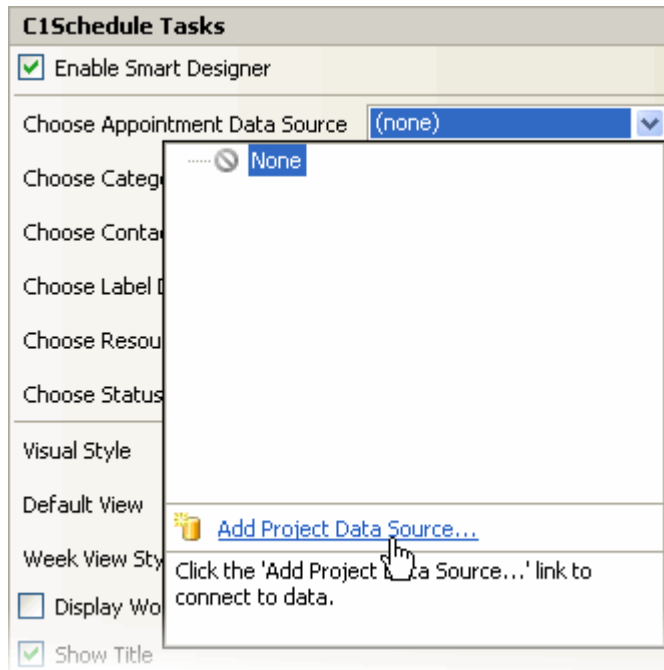 C1Schedule Tasks
Enable Smart Designer
Choose Appointment Data Source (none)
None
Choose Categ
Choose Conta
Choose Label D
Choose Resou
Choose Status
Visual Style
Default View
Add Project Data Source...
Week View Sty
Click the 'Add Project Data Source...' link to
connect to data.
Display Wo
Show Title